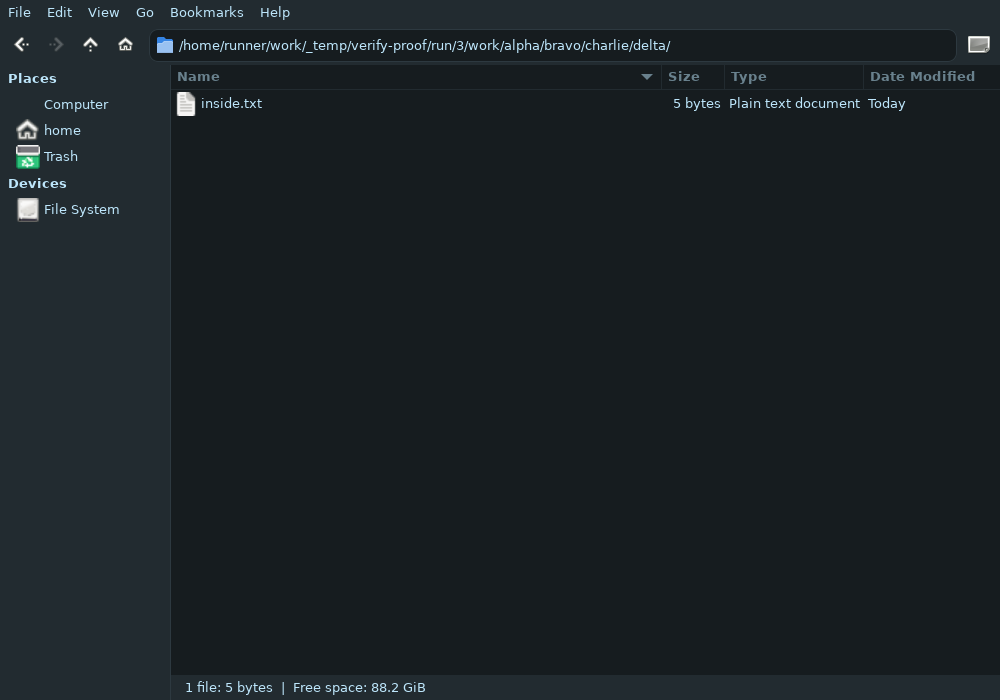 File Edit View Go Bookmarks Help
/home/runner/work/_temp/verify-proof/run/3/work/alpha/bravo/charlie/delta/
Places
Computer
home
Trash
Devices
File System
Name Size Type Date Modified
inside.txt 5 bytes Plain text document Today
1 file: 5 bytes | Free space: 88.2 GiB